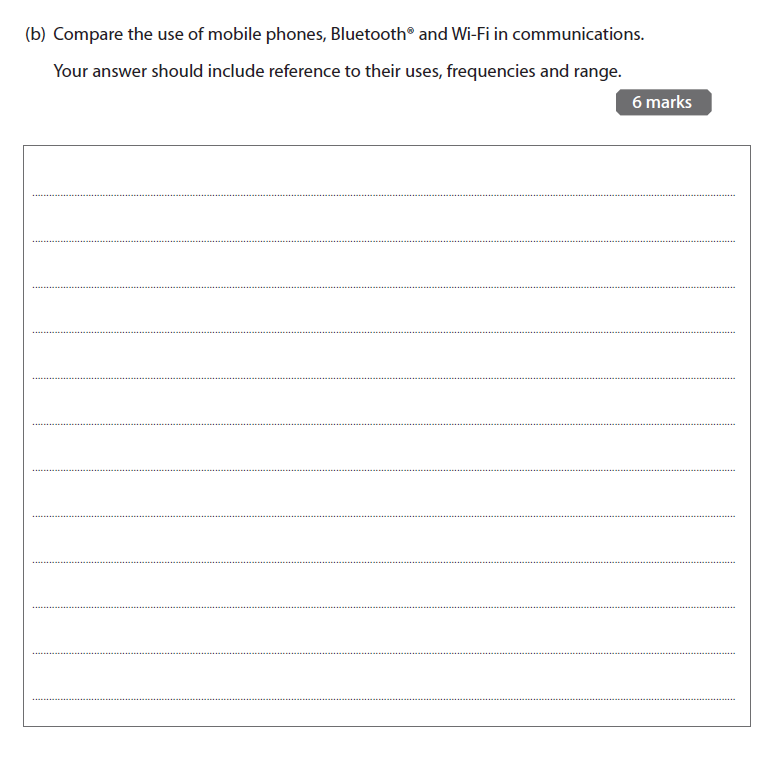 (b) Compare the use of mobile phones, Bluetooth® and Wi-Fi in communications.
Your answer should include reference to their uses, frequencies and range.
6 marks